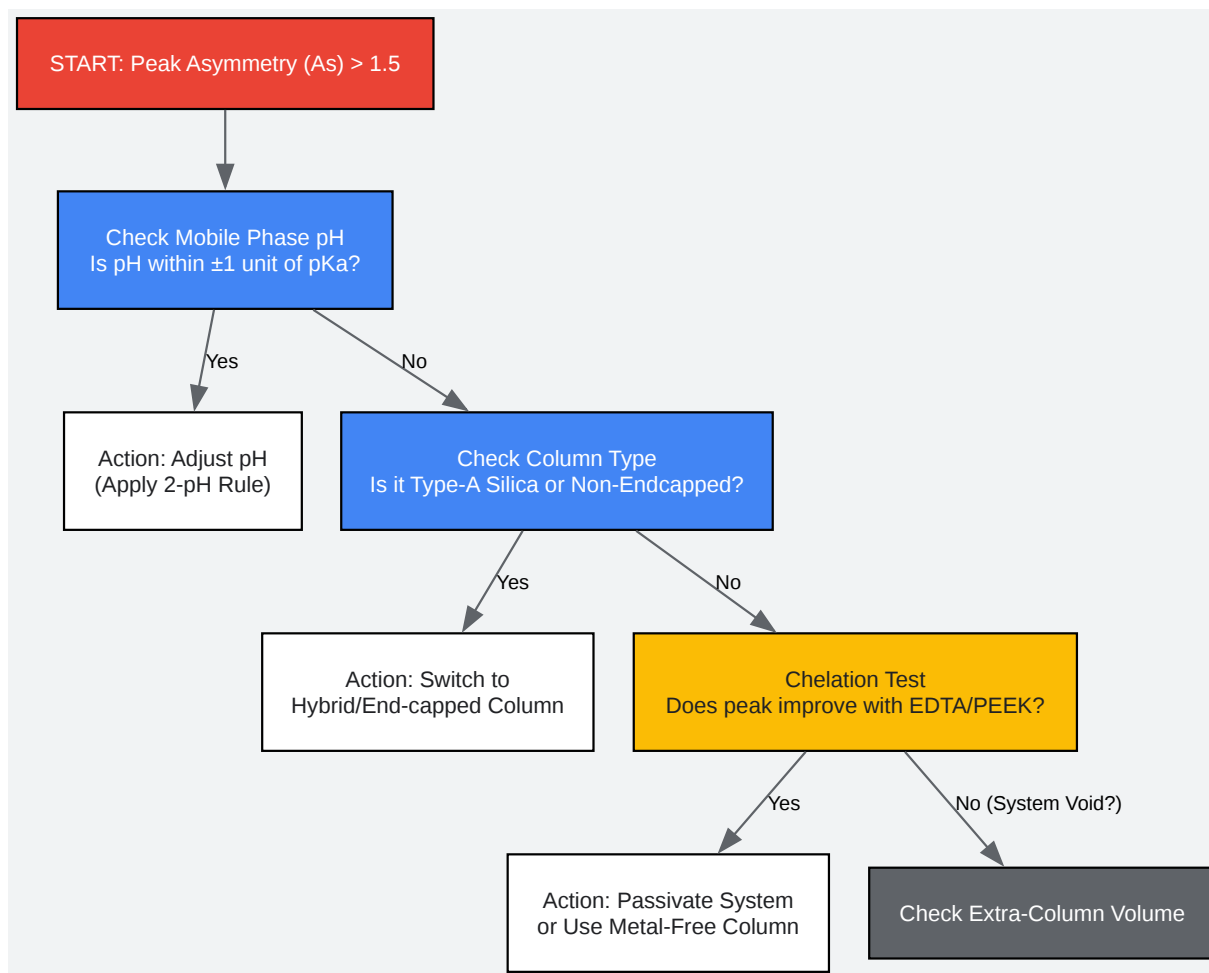 START: Peak Asymmetry (As) > 1.5
Check Mobile Phase pH
Is pH within ±1 unit of pKa?
Yes
No
Action: Adjust pH
(Apply 2-pH Rule)
Check Column Type
Is it Type-A Silica or Non-Endcapped?
Yes
No
Action: Switch to
Hybrid/End-capped Column
Chelation Test
Does peak improve with EDTA/PEEK?
Yes
No (System Void?)
Action: Passivate System
or Use Metal-Free Column
Check Extra-Column Volume